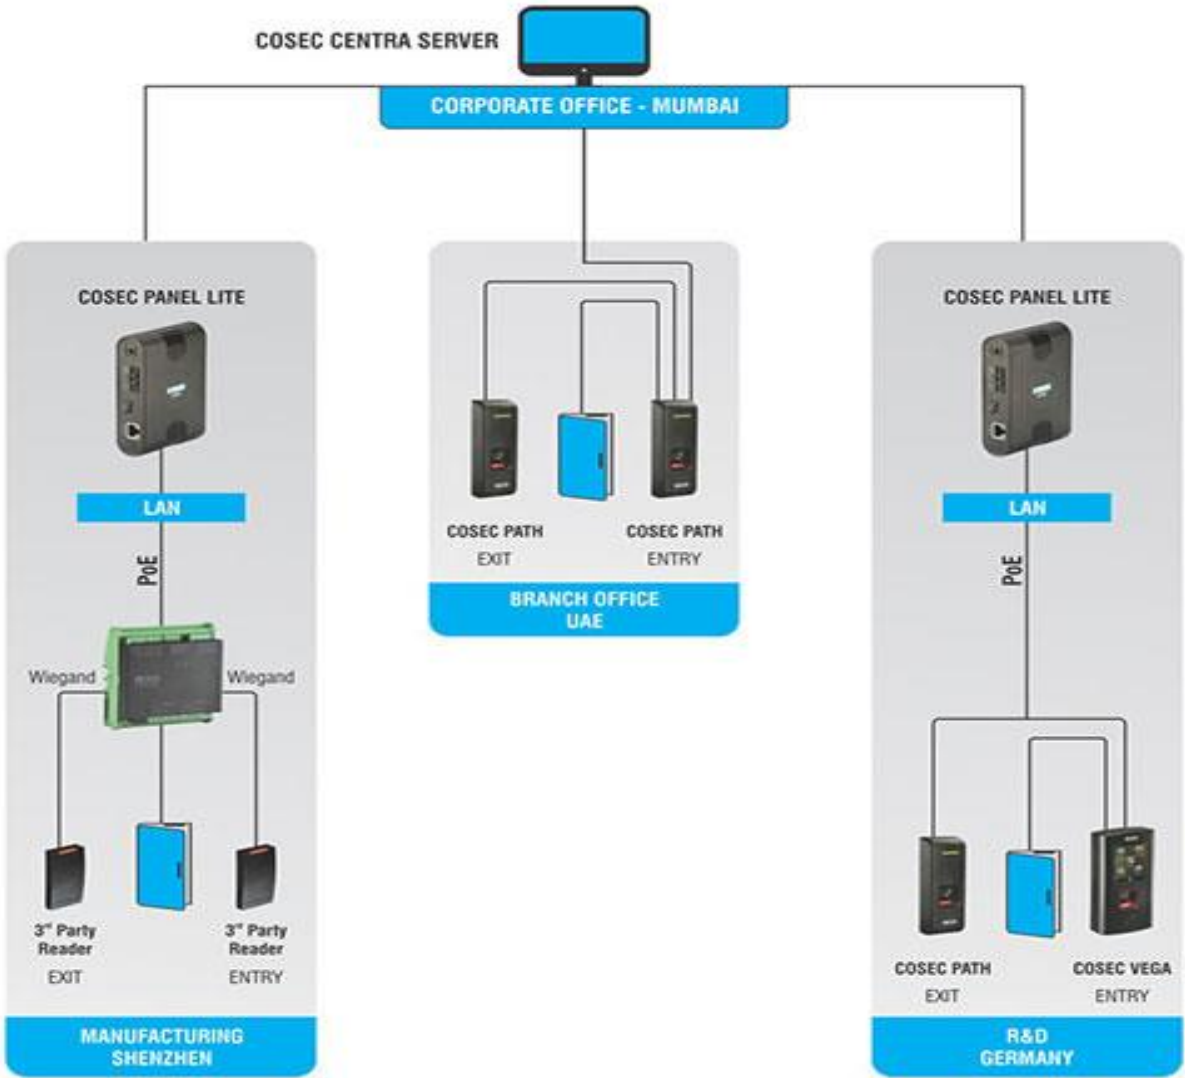 COSEC CENTRA SERVER
CORPORATE OFFICE - MUMBAI
COSEC PANEL LITE
LAN
PoE
Wiegand
Wiegand
3rd Party
Reader
EXIT
3rd Party
Reader
ENTRY
MANUFACTURING
SHENZHEN
COSEC PATH
EXIT
COSEC PATH
ENTRY
BRANCH OFFICE
UAE
COSEC PANEL LITE
LAN
PoE
COSEC PATH
EXIT
COSEC VEGA
ENTRY
R&D
GERMANY